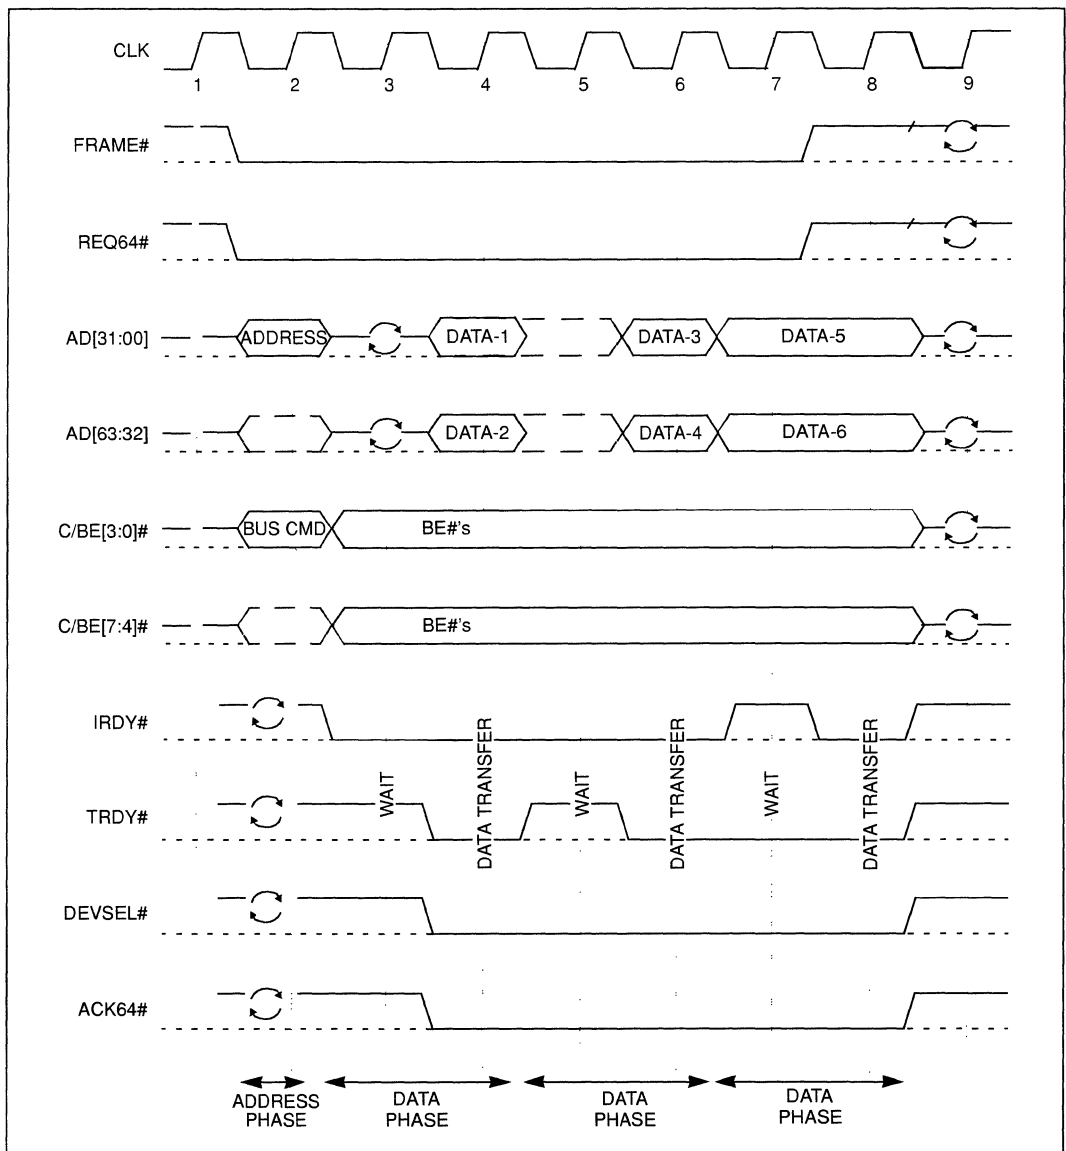 CLK
1 2 3 4 5 6 7 8 9
FRAME#
REQ64#
AD[31:00] ADDRESS DATA-1 DATA-3 DATA-5
AD[63:32] DATA-2 DATA-4 DATA-6
C/BE[3:0]# BUS CMD BE#'s
C/BE[7:4]# BE#'s
IRDY#
WAIT
DATA TRANSFER
WAIT
DATA TRANSFER
WAIT
DATA TRANSFER
TRDY#
DEVSEL#
ACK64#
ADDRESS
PHASE
DATA
PHASE
DATA
PHASE
DATA
PHASE